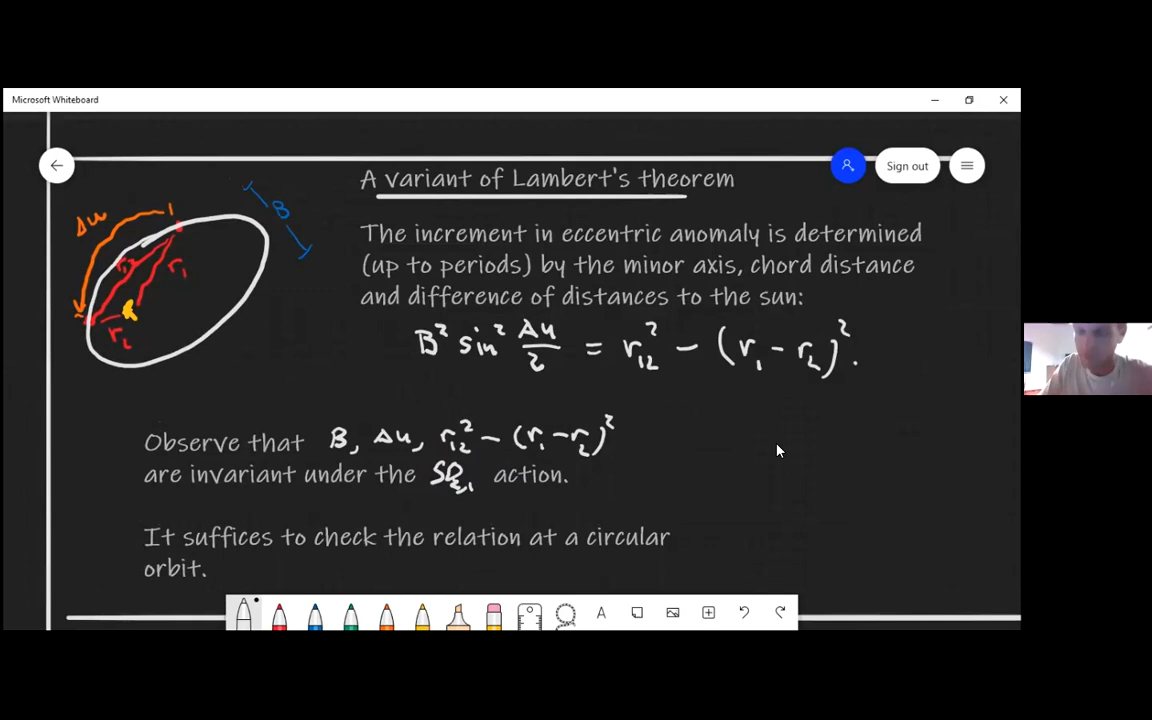 Microsoft Whiteboard
Sign out
A variant of Lambert's theorem
The increment in eccentric anomaly is determined
(up to periods) by the minor axis, chord distance
and difference of distances to the sun:
B² sin² Δu/2 = r₁₂² − (r₁ − r₂)².
Δu
B
r₁₂
r₁
r₂
Observe that B, Δu, r₁₂² − (r₁ − r₂)²
are invariant under the SO₂,₁ action.
It suffices to check the relation at a circular
orbit.
A